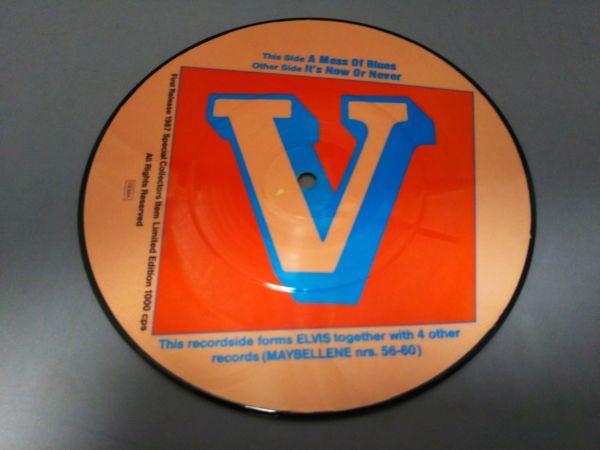 This Side A Mess Of Blues
Other Side It's Now Or Never
V
First Release 1987 Special Collectors Item Limited Edition 1000 cps
All Rights Reserved
This recordside forms ELVIS together with 4 other
records (MAYBELLENE nrs. 56-60)